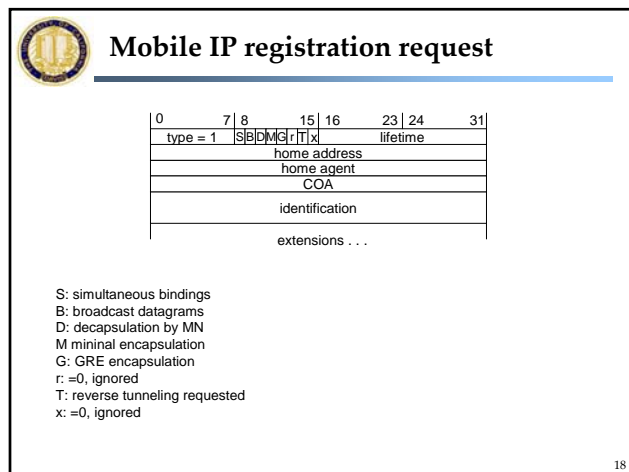 Mobile IP registration request
0 7 8 15 16 23 24 31
type = 1 S B D M G r T x lifetime
home address
home agent
COA
identification
extensions . . .
S: simultaneous bindings
B: broadcast datagrams
D: decapsulation by MN
M mininal encapsulation
G: GRE encapsulation
r: =0, ignored
T: reverse tunneling requested
x: =0, ignored
18